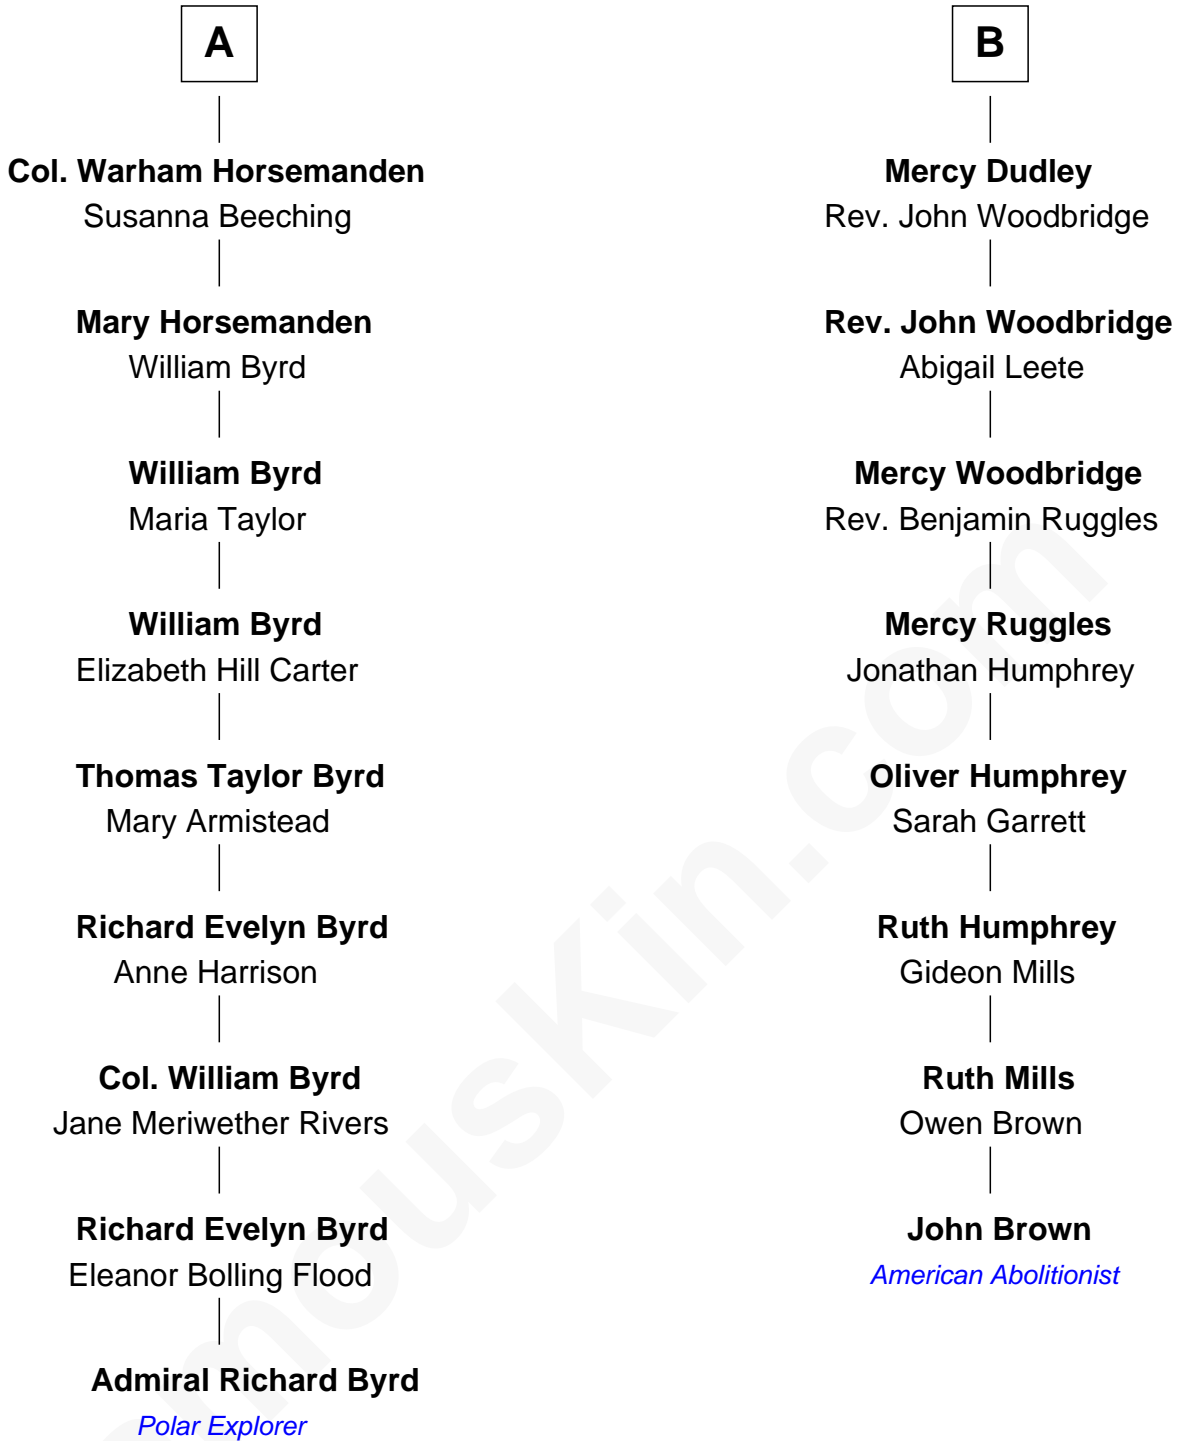 A
Col. Warham Horsemanden
Susanna Beeching
Mary Horsemanden
William Byrd
William Byrd
Maria Taylor
William Byrd
Elizabeth Hill Carter
Thomas Taylor Byrd
Mary Armistead
Richard Evelyn Byrd
Anne Harrison
Col. William Byrd
Jane Meriwether Rivers
Richard Evelyn Byrd
Eleanor Bolling Flood
Admiral Richard Byrd
Polar Explorer
B
Mercy Dudley
Rev. John Woodbridge
Rev. John Woodbridge
Abigail Leete
Mercy Woodbridge
Rev. Benjamin Ruggles
Mercy Ruggles
Jonathan Humphrey
Oliver Humphrey
Sarah Garrett
Ruth Humphrey
Gideon Mills
Ruth Mills
Owen Brown
John Brown
American Abolitionist
mousKin.com